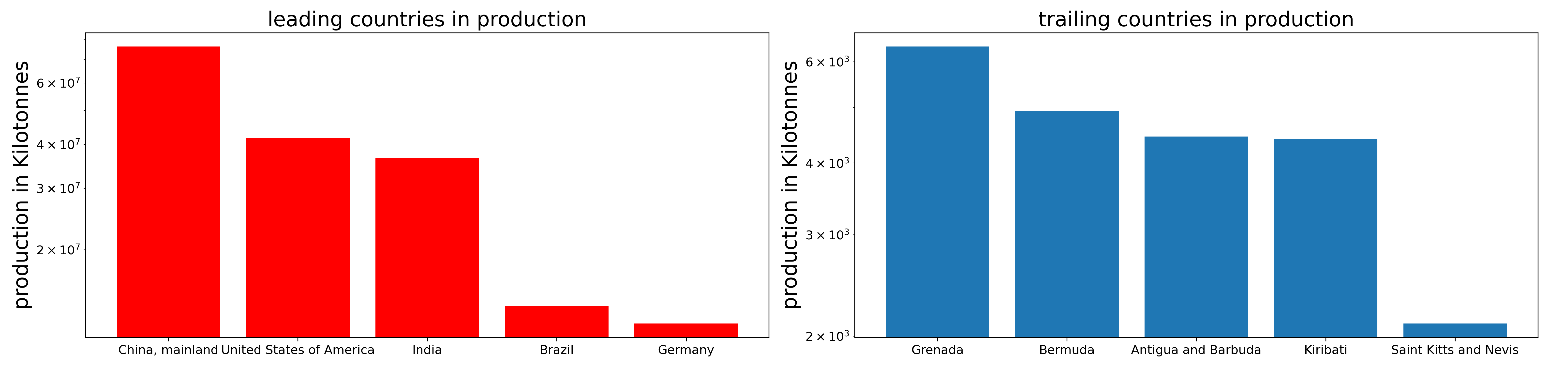 leading countries in production
production in Kilotonnes
6 × 10⁷
4 × 10⁷
3 × 10⁷
2 × 10⁷
China, mainland United States of America India Brazil Germany
trailing countries in production
production in Kilotonnes
6 × 10³
4 × 10³
3 × 10³
2 × 10³
Grenada Bermuda Antigua and Barbuda Kiribati Saint Kitts and Nevis